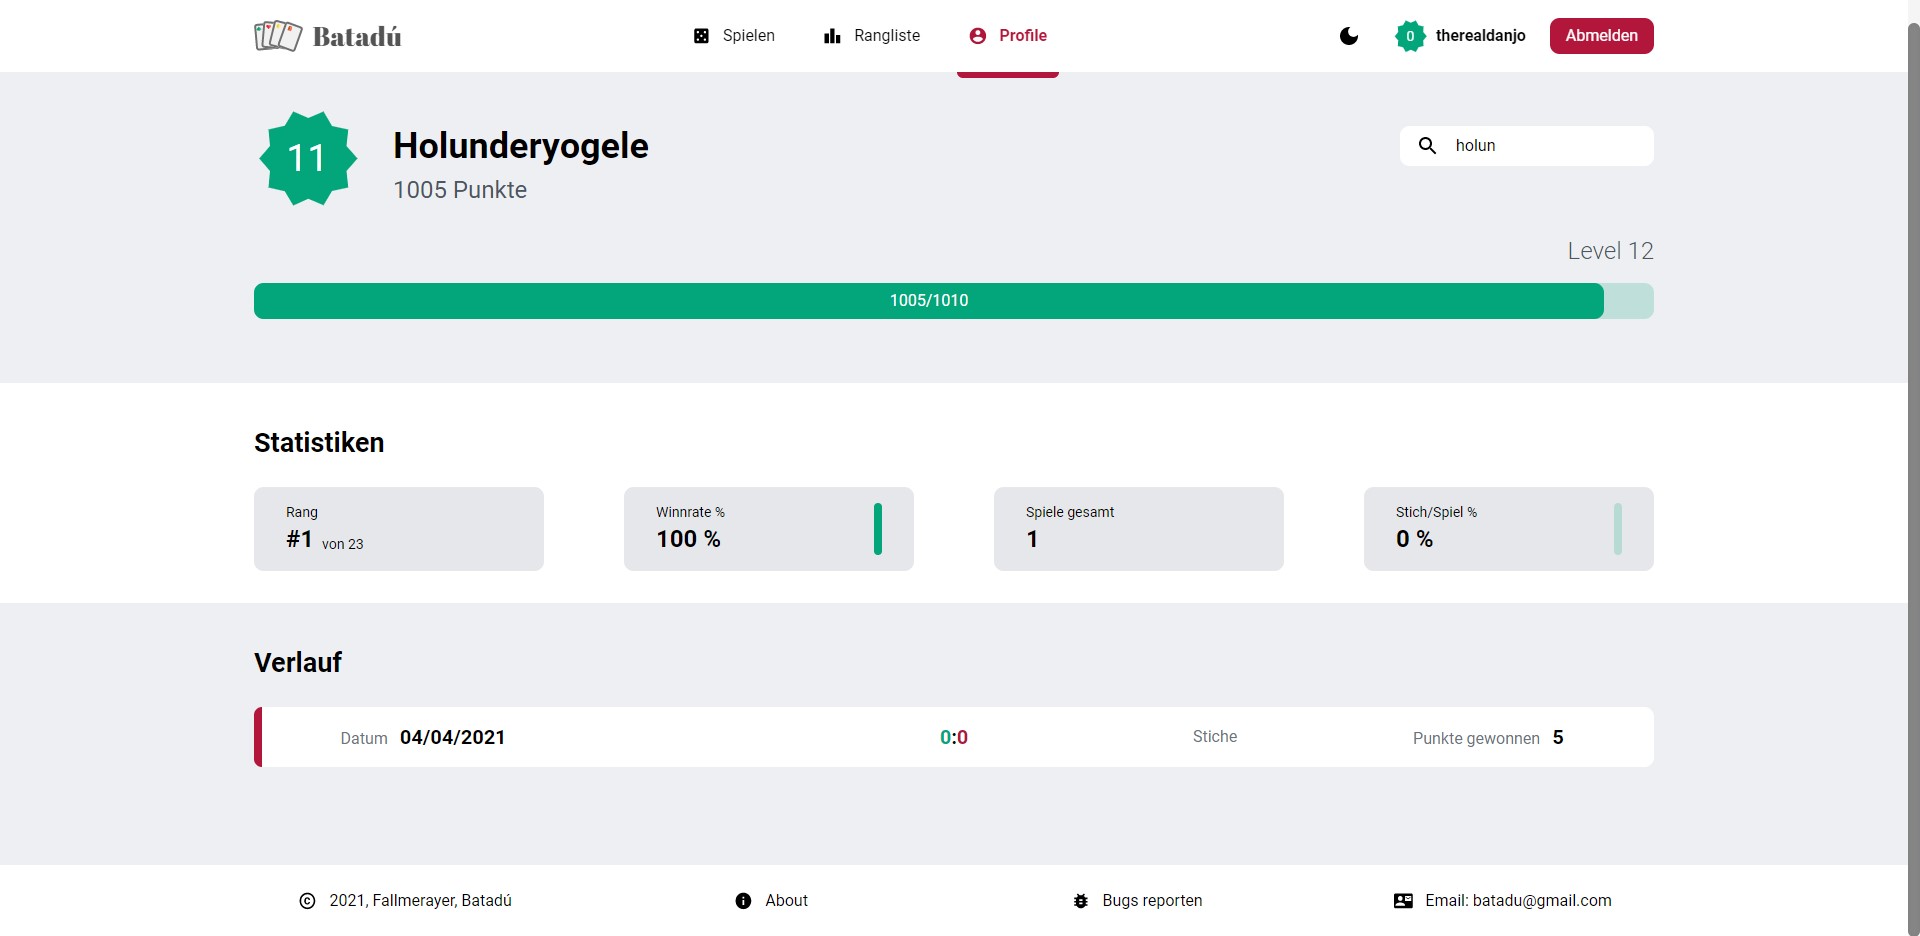 Batadú
Spielen
Rangliste
Profile
0
therealdanjo
Abmelden
11
Holunderyogele
1005 Punkte
holun
Level 12
1005/1010
Statistiken
Rang
#1 von 23
Winnrate %
100 %
Spiele gesamt
1
Stich/Spiel %
0 %
Verlauf
Datum 04/04/2021 0:0 Stiche Punkte gewonnen 5
2021, Fallmerayer, Batadú
About
Bugs reporten
Email: batadu@gmail.com